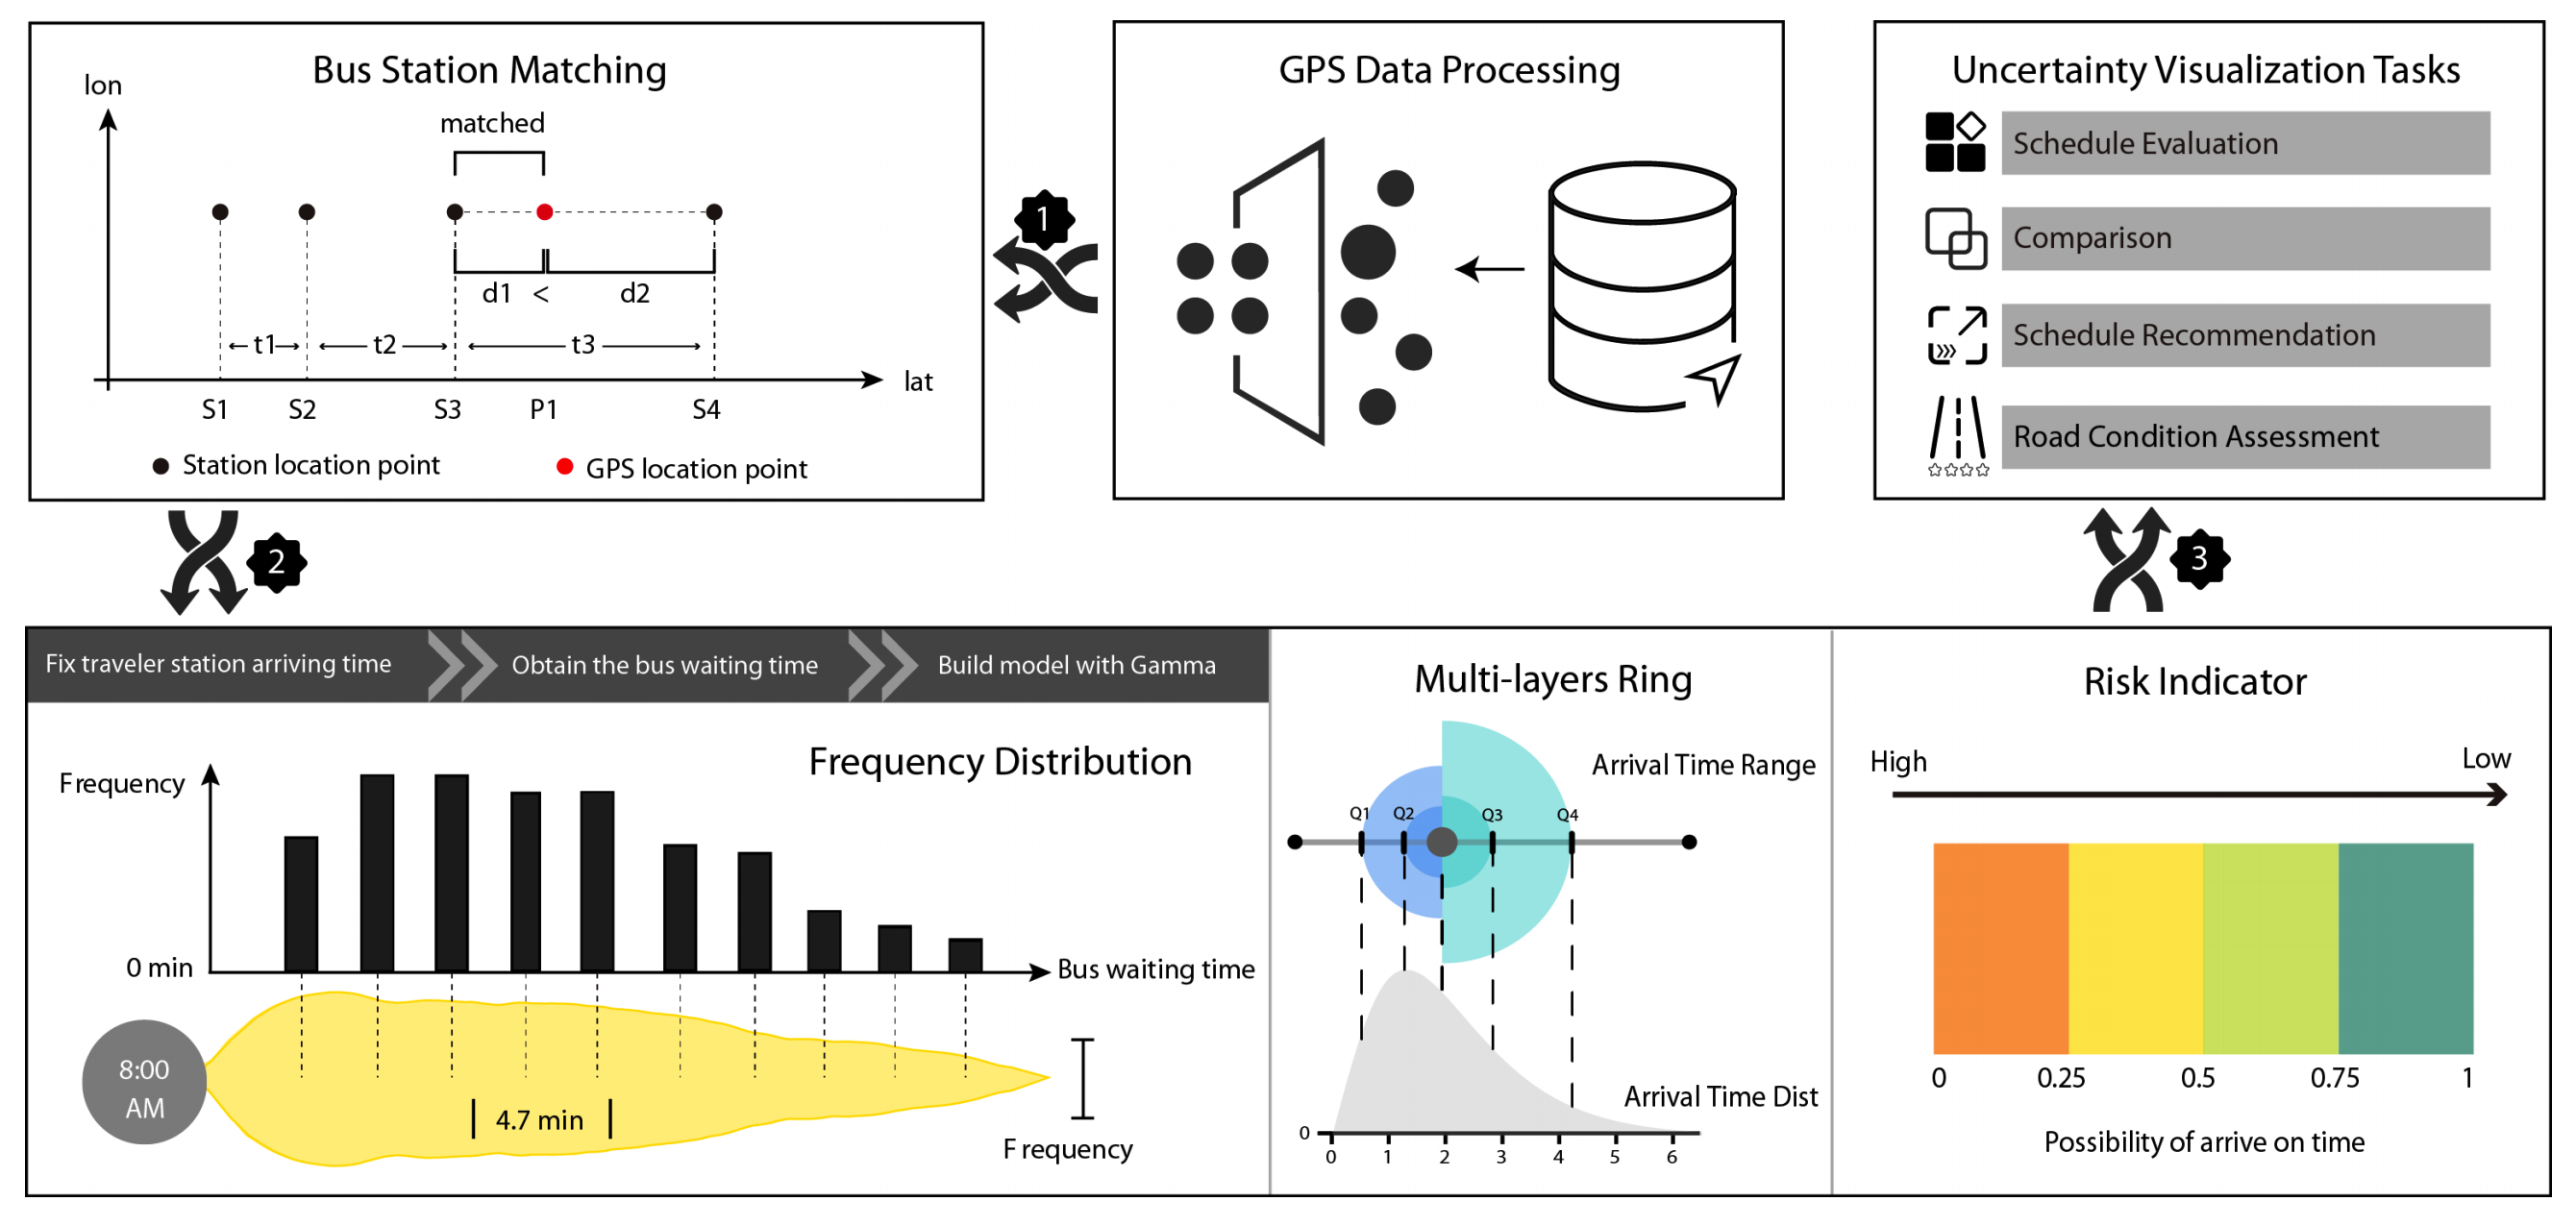 Bus Station Matching
lon
matched
d1 < d2
t1 t2 t3
lat
S1 S2 S3 P1 S4
Station location point
GPS location point
1
GPS Data Processing
Uncertainty Visualization Tasks
Schedule Evaluation
Comparison
Schedule Recommendation
Road Condition Assessment
2
3
Fix traveler station arriving time
Obtain the bus waiting time
Build model with Gamma
Frequency Distribution
Frequency
0 min
Bus waiting time
8:00
AM
4.7 min
Frequency
Multi-layers Ring
Arrival Time Range
Q1 Q2 Q3 Q4
Arrival Time Dist
0
0 1 2 3 4 5 6
Risk Indicator
High
Low
0 0.25 0.5 0.75 1
Possibility of arrive on time